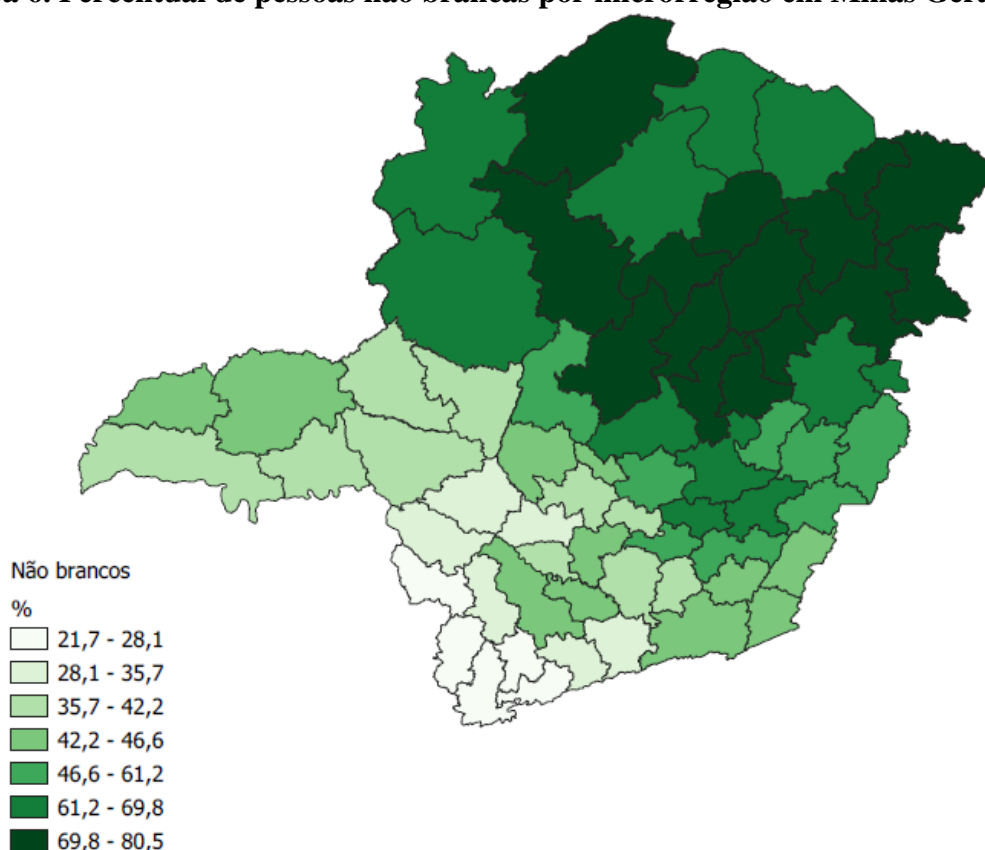 a 6. Percentual de pessoas não brancas por microrregião em Minas Ger
Não brancos
%
21,7 - 28,1
28,1 - 35,7
35,7 - 42,2
42,2 - 46,6
46,6 - 61,2
61,2 - 69,8
69,8 - 80,5